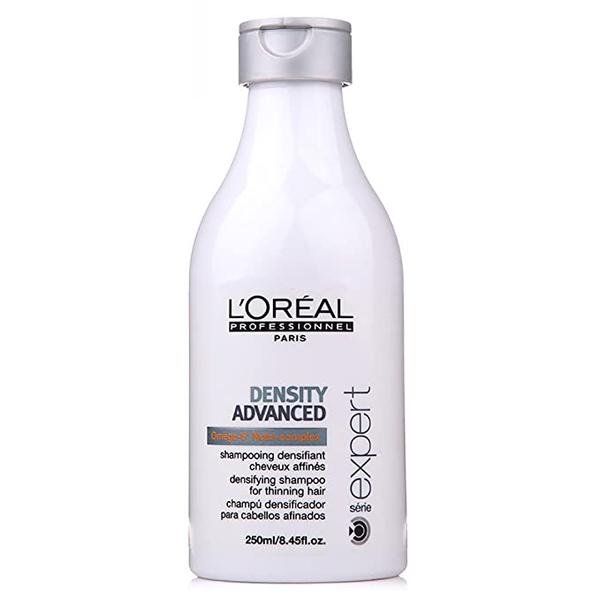 L'ORÉAL
PROFESSIONNEL
PARIS
DENSITY
ADVANCED
Oméga-6* Nutri-complex
shampooing densifiant
cheveux affinés
densifying shampoo
for thinning hair
champú densificador
para cabellos afinados
250ml/8.45fl.oz.
série expert